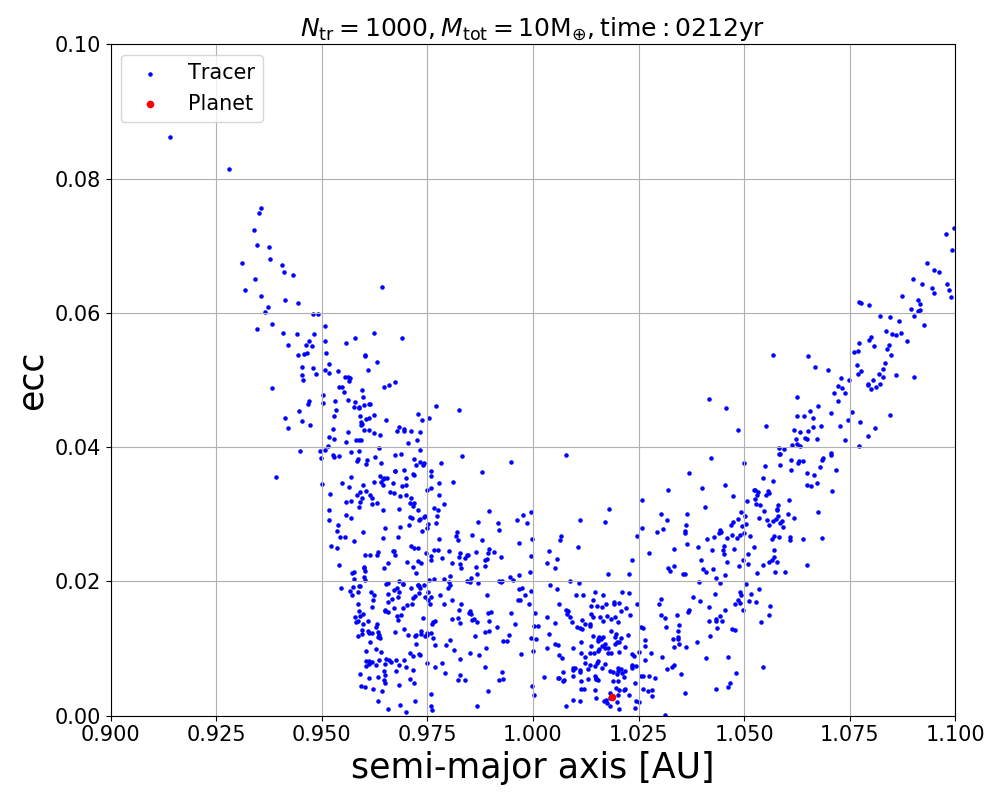 N_tr = 1000, M_tot = 10M_⊕, time : 0212yr
Tracer
Planet
0.10
0.08
0.06
0.04
0.02
0.00
ecc
0.900 0.925 0.950 0.975 1.000 1.025 1.050 1.075 1.100
semi-major axis [AU]